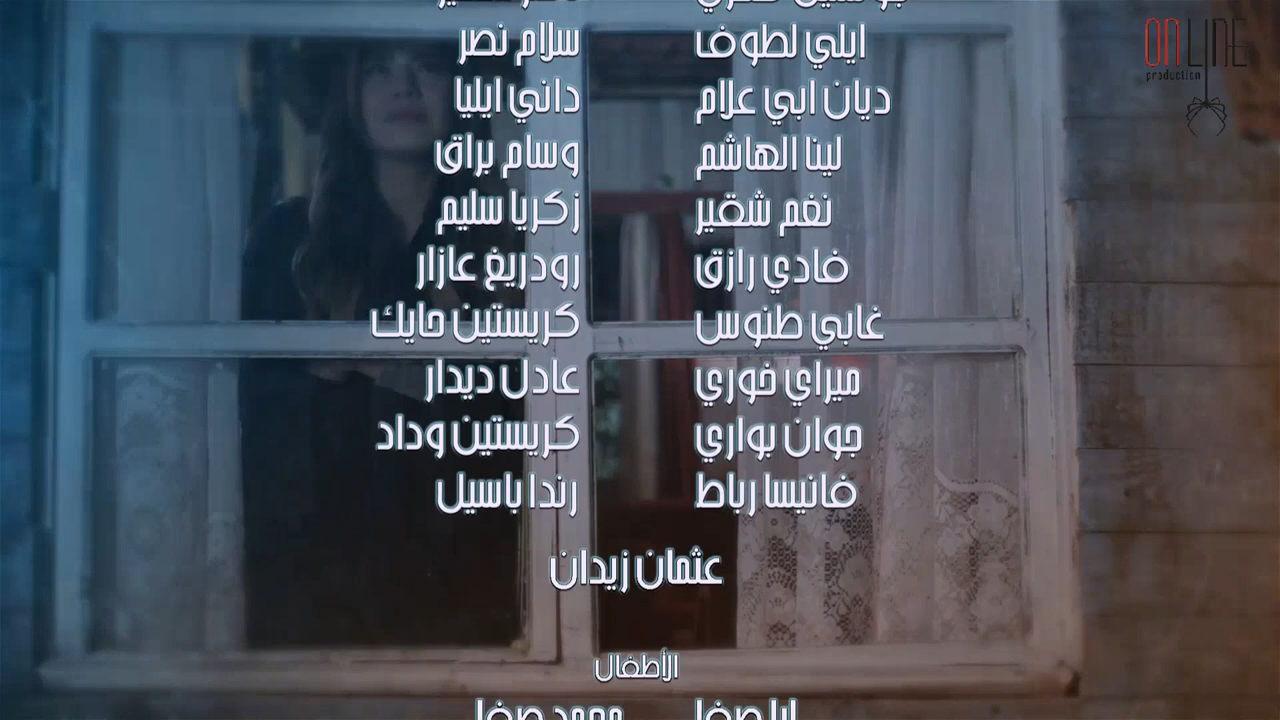 ايلي لطوف سلام نصر
ديان ابي علام داني ايليا
لينا الهاشم وسام براق
نغم شقير زكريا سليم
فادي رازق رودريغ عازار
غابي طنوس كريستين حايك
ميراي خوري عادل ديدار
جوان بواري كريستين وداد
فانيسا رباط رندا باسيل
عثمان زيدان
الأطفال
ONLINE
production